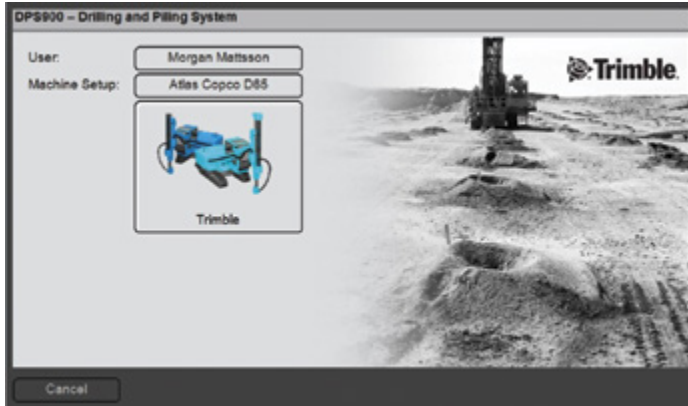 DPS900 – Drilling and Piling System
User: Morgan Mattsson
Machine Setup: Atlas Copco D65
Trimble
Trimble.
Cancel